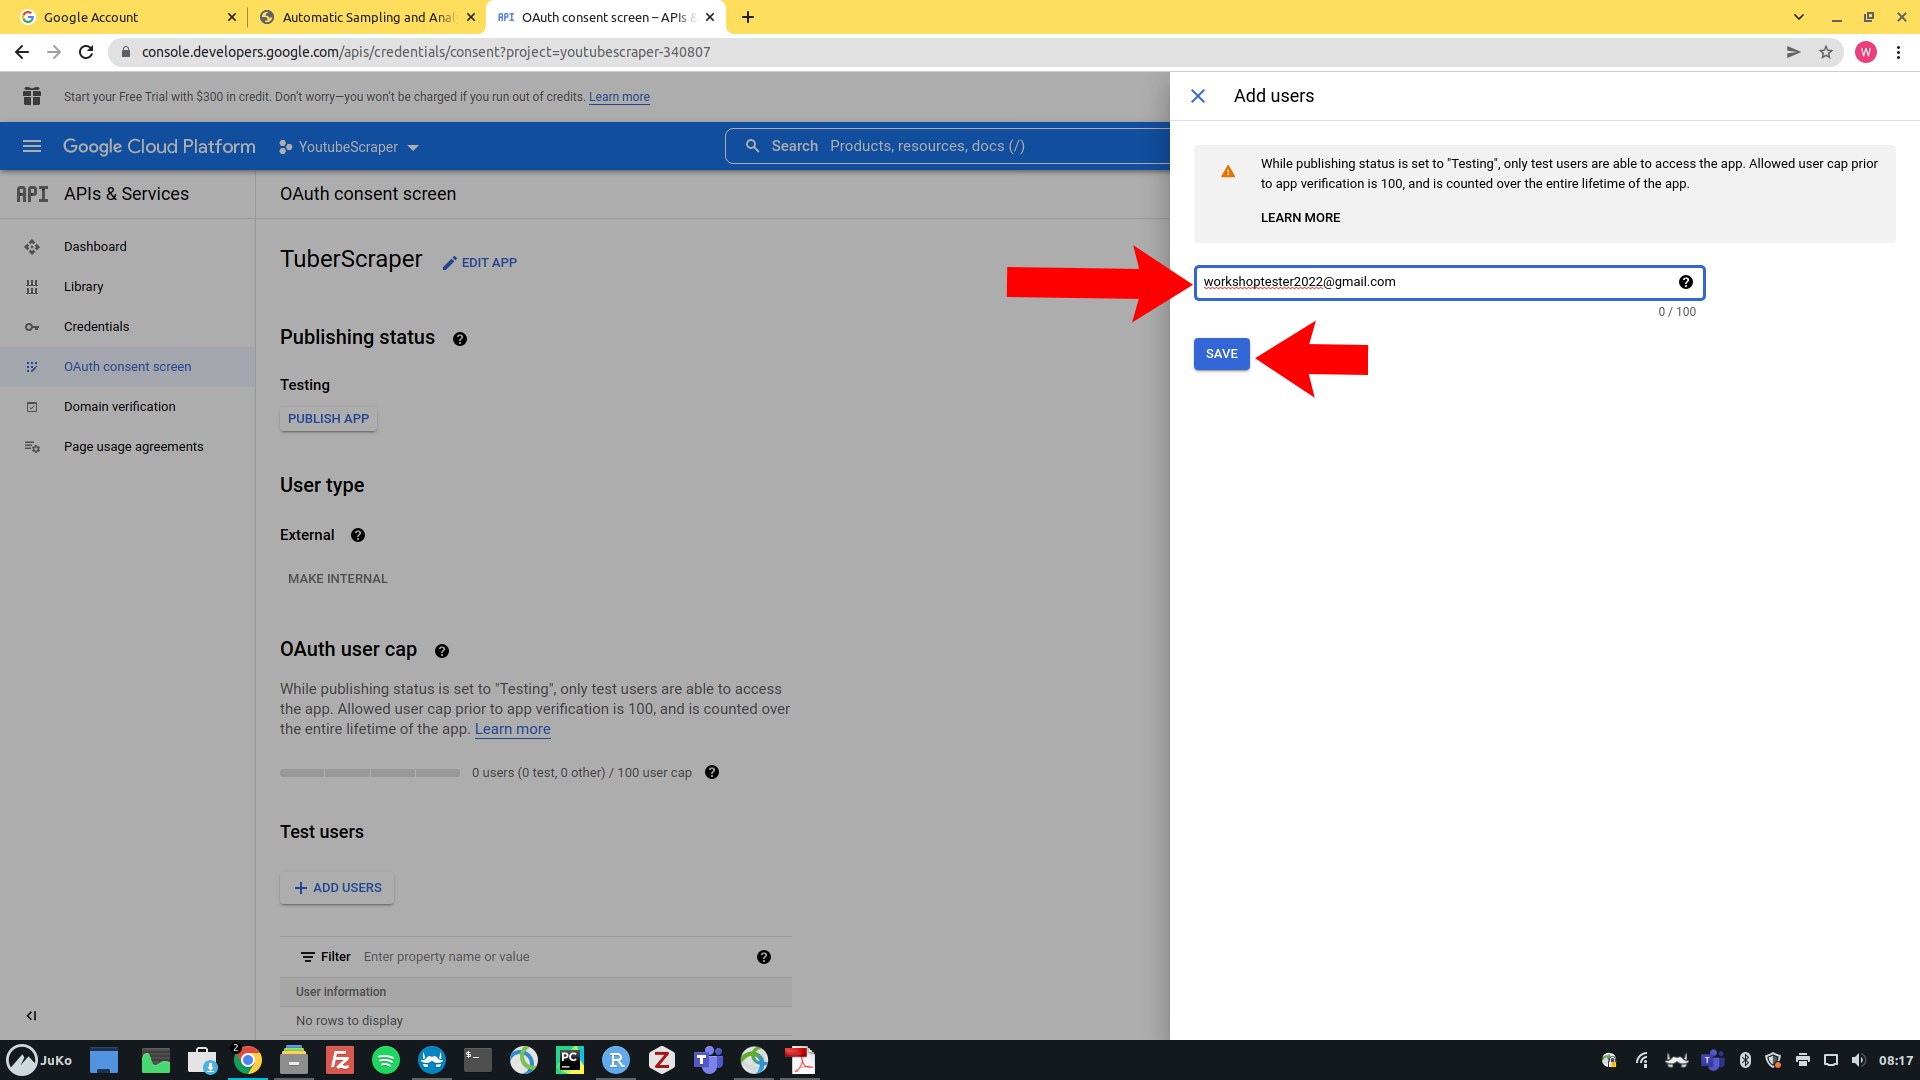 Google Account
Automatic Sampling and Anal
API OAuth consent screen – APIs &
console.developers.google.com/apis/credentials/consent?project=youtubescraper-340807
W
Start your Free Trial with $300 in credit. Don't worry—you won't be charged if you run out of credits. Learn more
Google Cloud Platform
YoutubeScraper
Search Products, resources, docs (/)
API APIs & Services
Dashboard
Library
Credentials
OAuth consent screen
Domain verification
Page usage agreements
OAuth consent screen
TuberScraper
EDIT APP
Publishing status
Testing
PUBLISH APP
User type
External
MAKE INTERNAL
OAuth user cap
While publishing status is set to "Testing", only test users are able to access
the app. Allowed user cap prior to app verification is 100, and is counted over
the entire lifetime of the app. Learn more
0 users (0 test, 0 other) / 100 user cap
Test users
ADD USERS
Filter Enter property name or value
User information
No rows to display
Add users
While publishing status is set to "Testing", only test users are able to access the app. Allowed user cap prior
to app verification is 100, and is counted over the entire lifetime of the app.
LEARN MORE
workshoptester2022@gmail.com
0 / 100
SAVE
JuKo
2
FZ
$
PC
R
Z
T
T
08:17